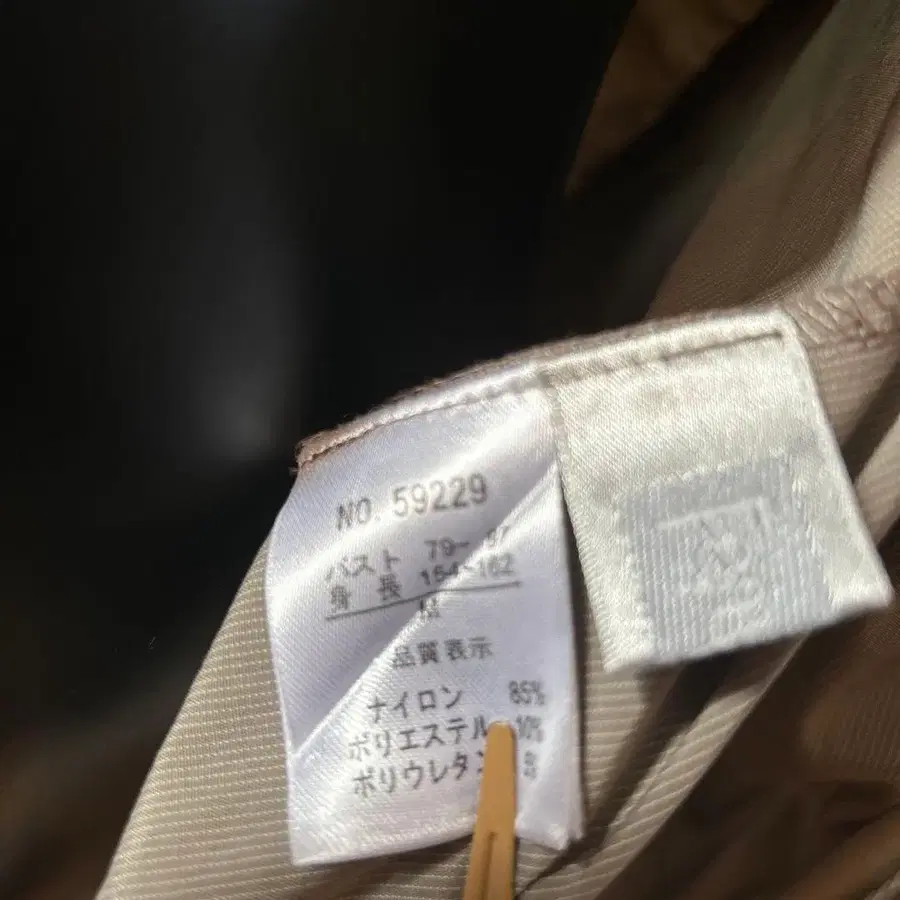 NO. 59229
バスト 79-87
身長 154-162
M
品質表示
ナイロン 85%
ポリエステル 10%
ポリウレタン